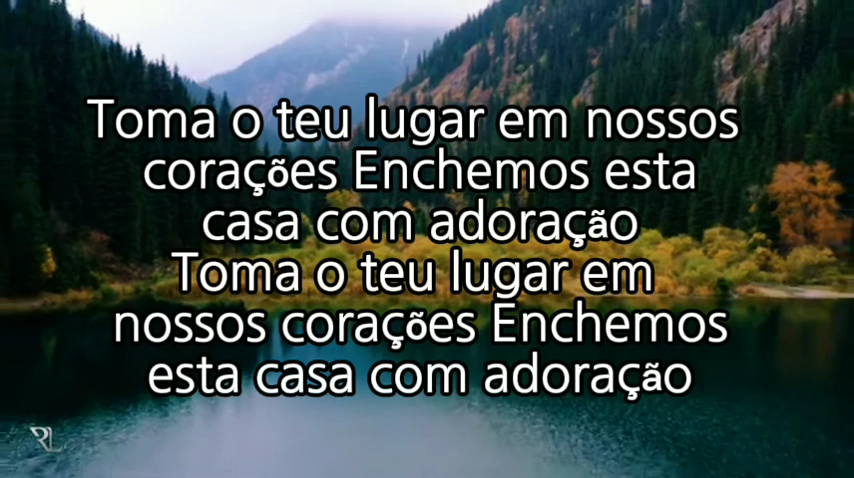 Toma o teu lugar em nossos
corações Enchemos esta
casa com adoração
Toma o teu lugar em
nossos corações Enchemos
esta casa com adoração
RL